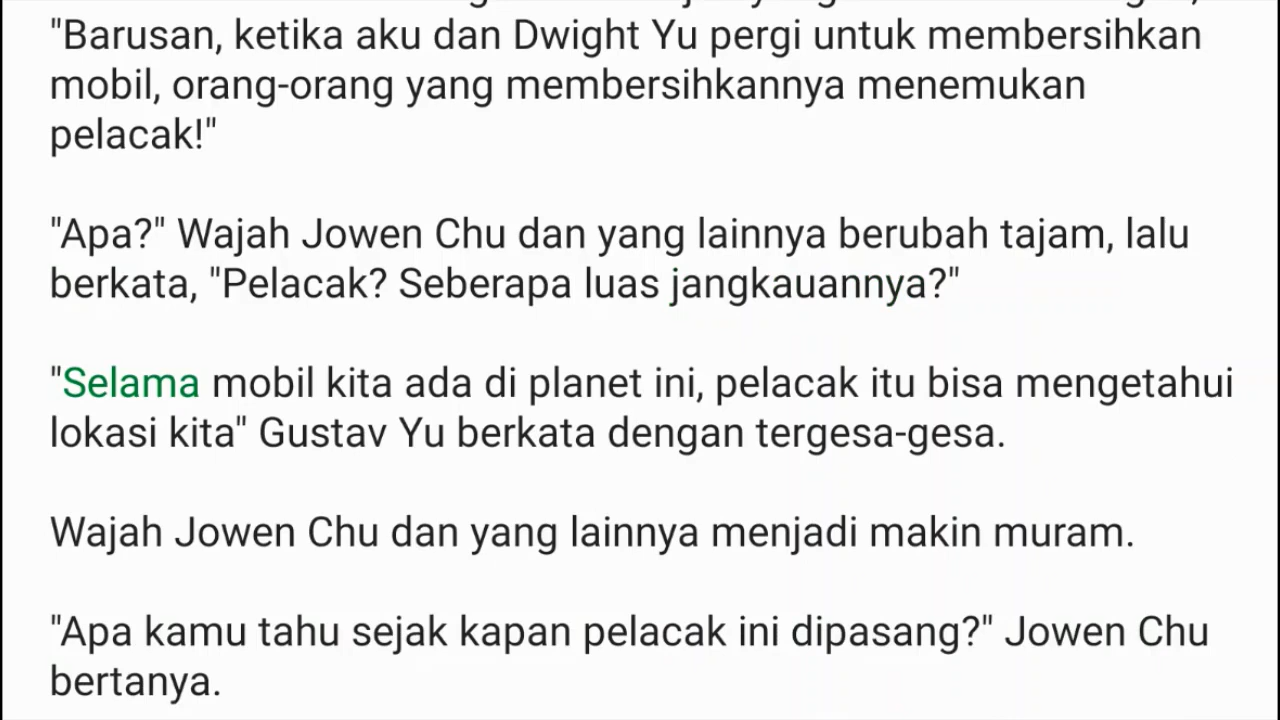 "Barusan, ketika aku dan Dwight Yu pergi untuk membersihkan
mobil, orang-orang yang membersihkannya menemukan
pelacak!"
"Apa?" Wajah Jowen Chu dan yang lainnya berubah tajam, lalu
berkata, "Pelacak? Seberapa luas jangkauannya?"
"Selama mobil kita ada di planet ini, pelacak itu bisa mengetahui
lokasi kita" Gustav Yu berkata dengan tergesa-gesa.
Wajah Jowen Chu dan yang lainnya menjadi makin muram.
"Apa kamu tahu sejak kapan pelacak ini dipasang?" Jowen Chu
bertanya.